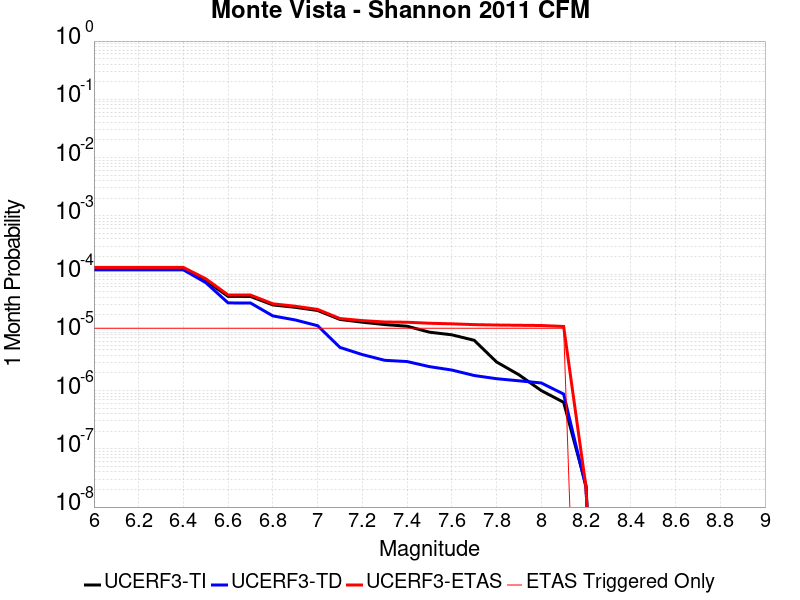 Monte Vista - Shannon 2011 CFM
10^0
10^-1
10^-2
10^-3
10^-4
10^-5
10^-6
10^-7
10^-8
1 Month Probability
6 6.2 6.4 6.6 6.8 7 7.2 7.4 7.6 7.8 8 8.2 8.4 8.6 8.8 9
Magnitude
UCERF3-TI UCERF3-TD UCERF3-ETAS ETAS Triggered Only